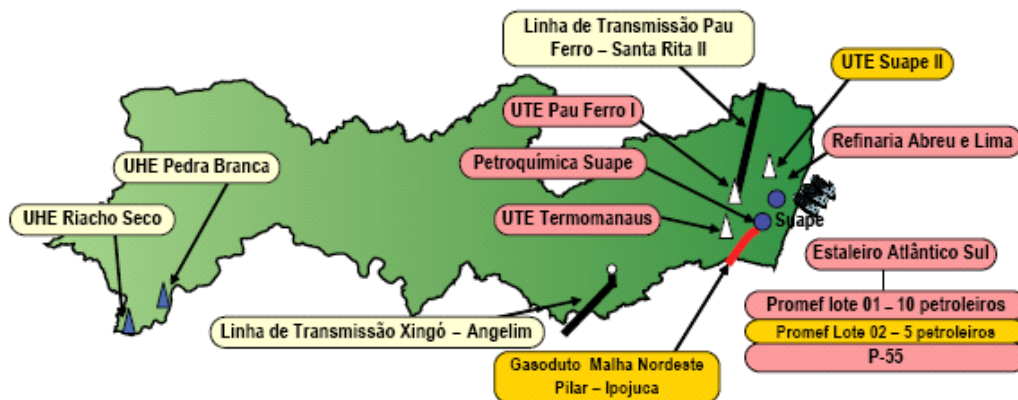 Linha de Transmissão Pau
Ferro – Santa Rita II
UTE Suape II
UTE Pau Ferro I
Refinaria Abreu e Lima
Petroquímica Suape
UHE Pedra Branca
UHE Riacho Seco
UTE Termomanaus
Suape
Estaleiro Atlântico Sul
Promef lote 01 – 10 petroleiros
Promef Lote 02 – 5 petroleiros
P-55
Linha de Transmissão Xingó – Angelim
Gasoduto Malha Nordeste
Pilar – Ipojuca